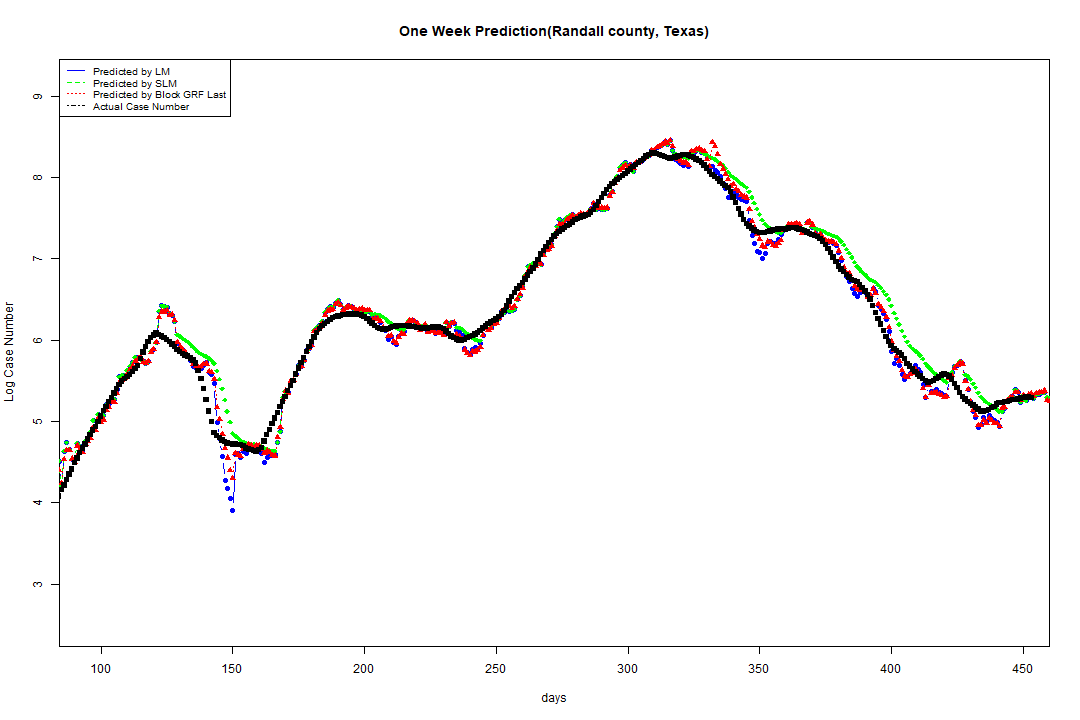 One Week Prediction(Randall county, Texas)
Predicted by LM
Predicted by SLM
Predicted by Block GRF Last
Actual Case Number
9
8
7
6
5
4
3
Log Case Number
100 150 200 250 300 350 400 450
days